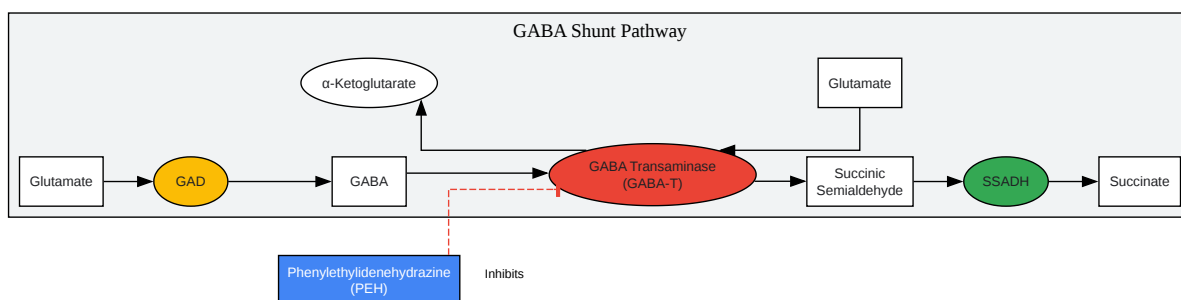 GABA Shunt Pathway
α-Ketoglutarate
Glutamate
Glutamate
GAD
GABA
GABA Transaminase
(GABA-T)
Succinic
Semialdehyde
SSADH
Succinate
Phenylethylidenehydrazine
(PEH)
Inhibits